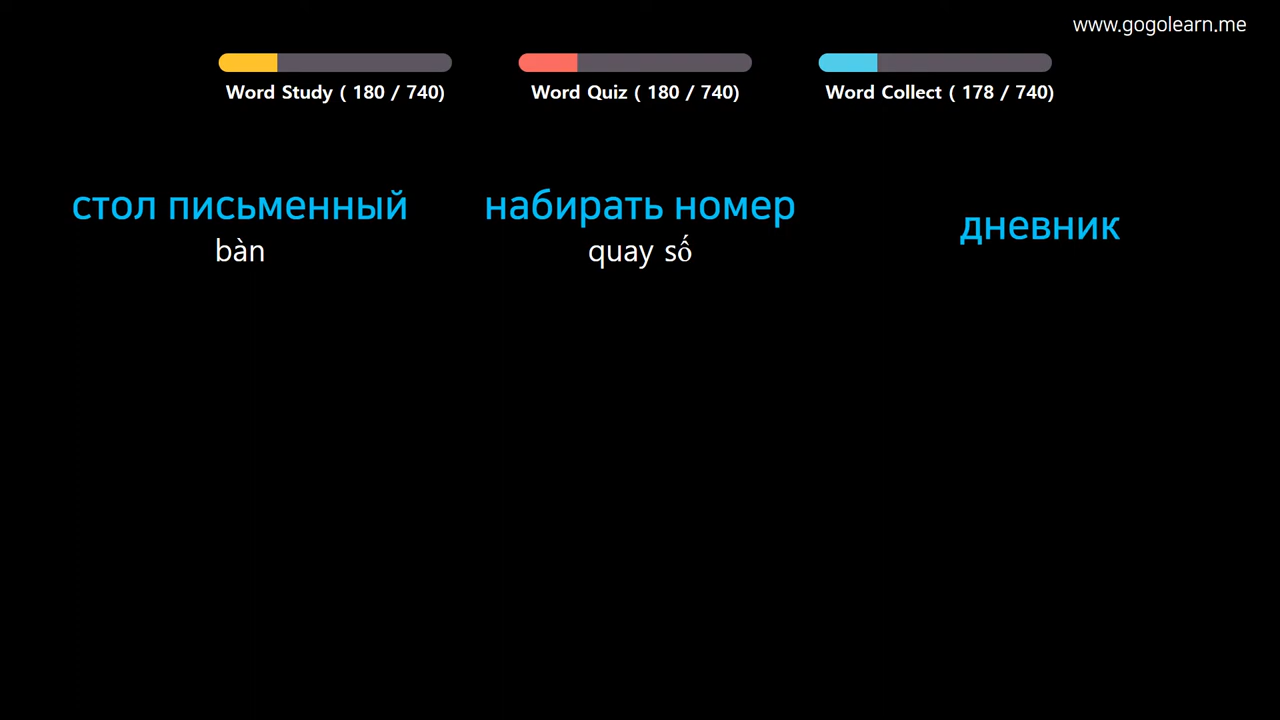 www.gogolearn.me
Word Study ( 180 / 740)
Word Quiz ( 180 / 740)
Word Collect ( 178 / 740)
стол письменный
bàn
набирать номер
quay số
дневник